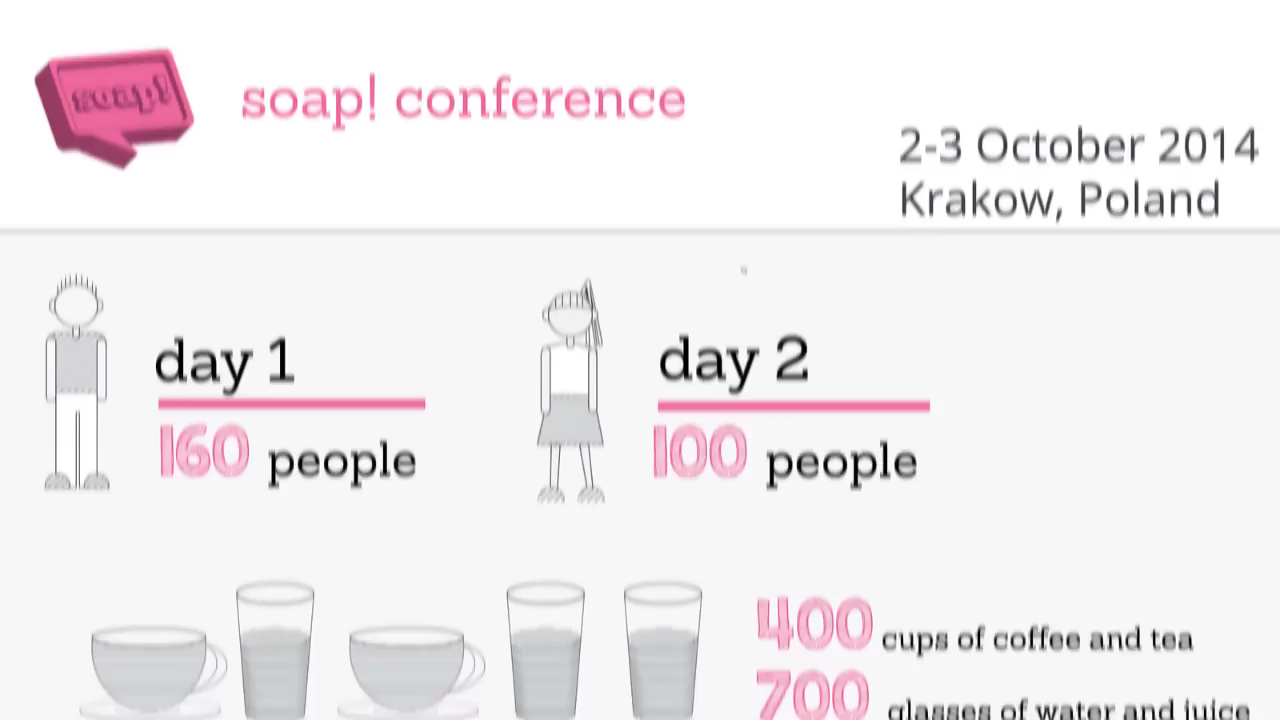 soap!
soap! conference
2-3 October 2014
Krakow, Poland
day 1
160 people
day 2
100 people
400 cups of coffee and tea
700 glasses of water and juice